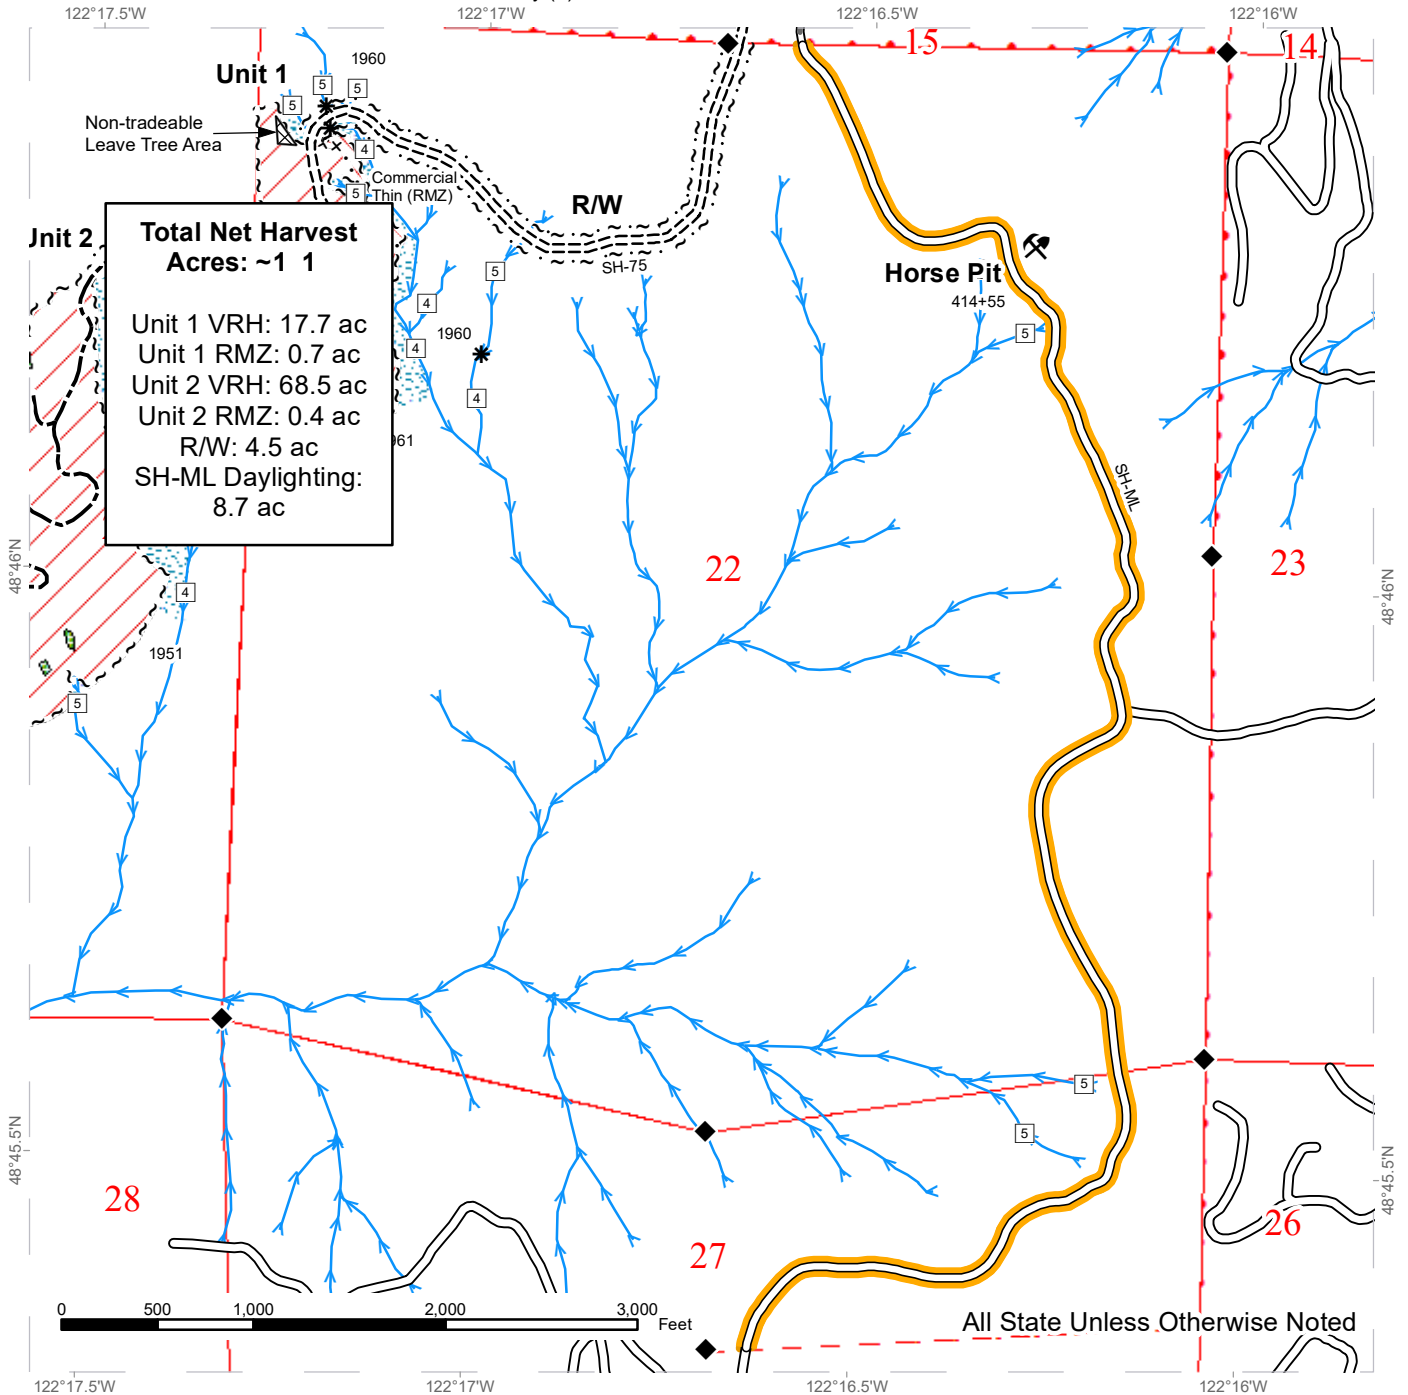 122°17.5'W
122°17'W
122°16.5'W
122°16'W
15
14
Unit 1
1960
5
5
5
Non-tradeable
Leave Tree Area
4
Commercial
Thin (RMZ)
5
R/W
SH-75
Unit 2
Total Net Harvest
Acres: ~1 1
Unit 1 VRH: 17.7 ac
Unit 1 RMZ: 0.7 ac
Unit 2 VRH: 68.5 ac
Unit 2 RMZ: 0.4 ac
R/W: 4.5 ac
SH-ML Daylighting:
8.7 ac
5
4
1960
4
4
961
Horse Pit
414+55
5
SH-ML
22
23
48°46'N
48°46'N
4
1951
5
5
5
48°45.5'N
48°45.5'N
28
27
26
0
500
1,000
2,000
3,000
Feet
All State Unless Otherwise Noted
122°17.5'W
122°17'W
122°16.5'W
122°16'W